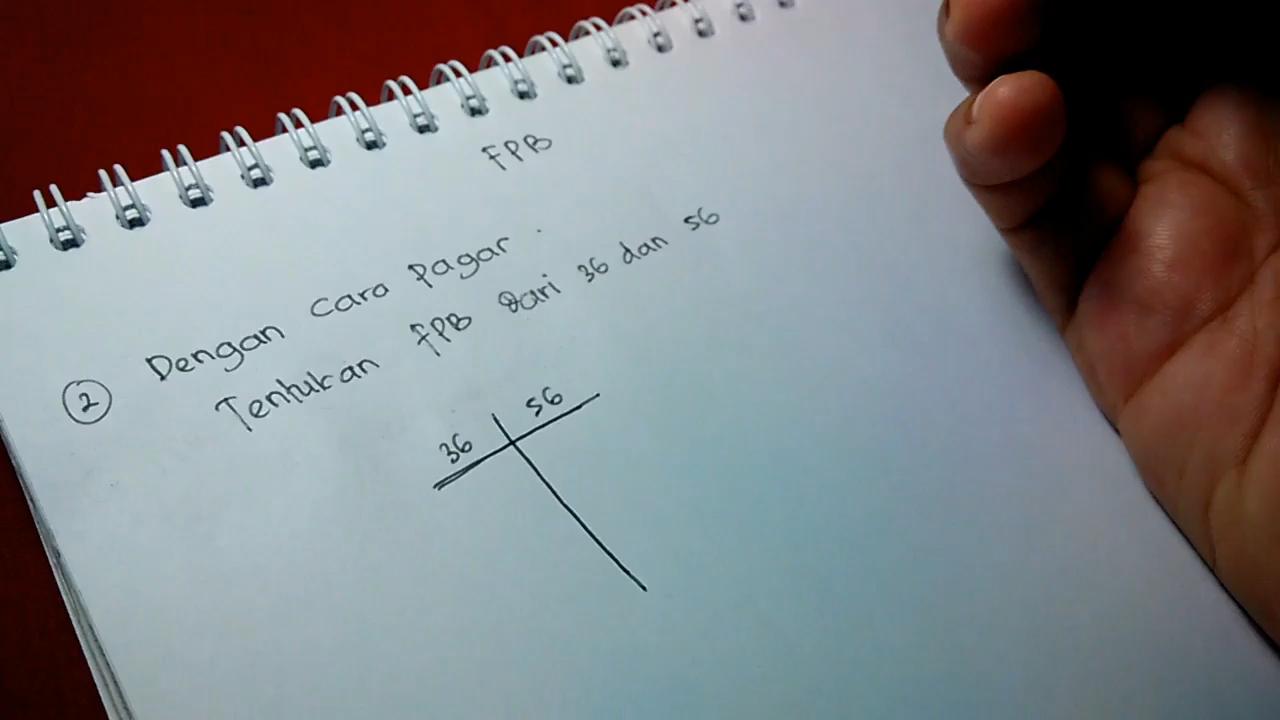 FPB
② Dengan cara pagar.
Tentukan FPB dari 36 dan 56
36 56